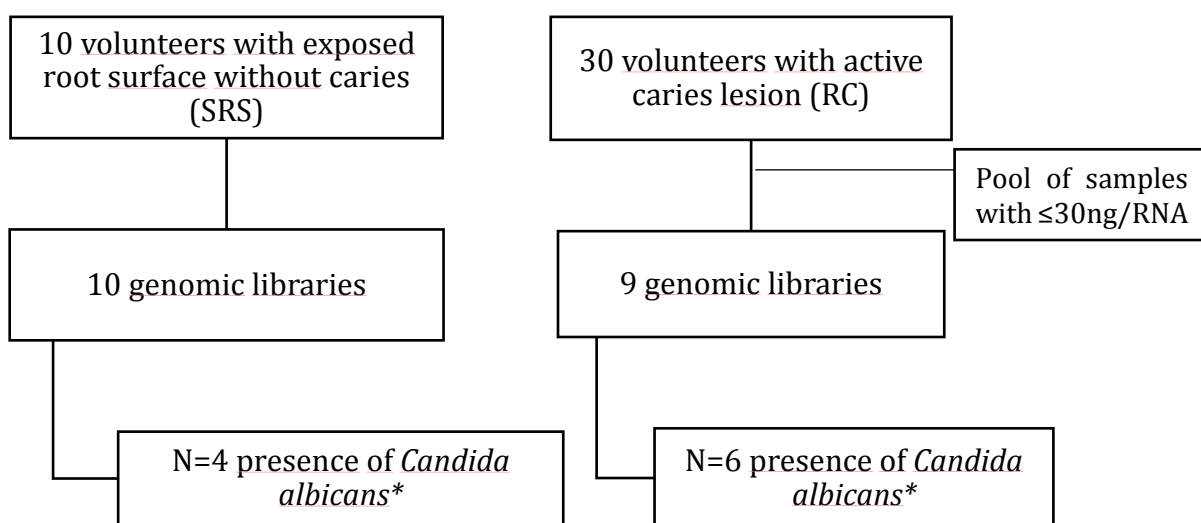 10 volunteers with exposed
root surface without caries
(SRS)
30 volunteers with active
caries lesion (RC)
Pool of samples
with ≤30ng/RNA
10 genomic libraries
9 genomic libraries
N=4 presence of Candida
albicans*
N=6 presence of Candida
albicans*